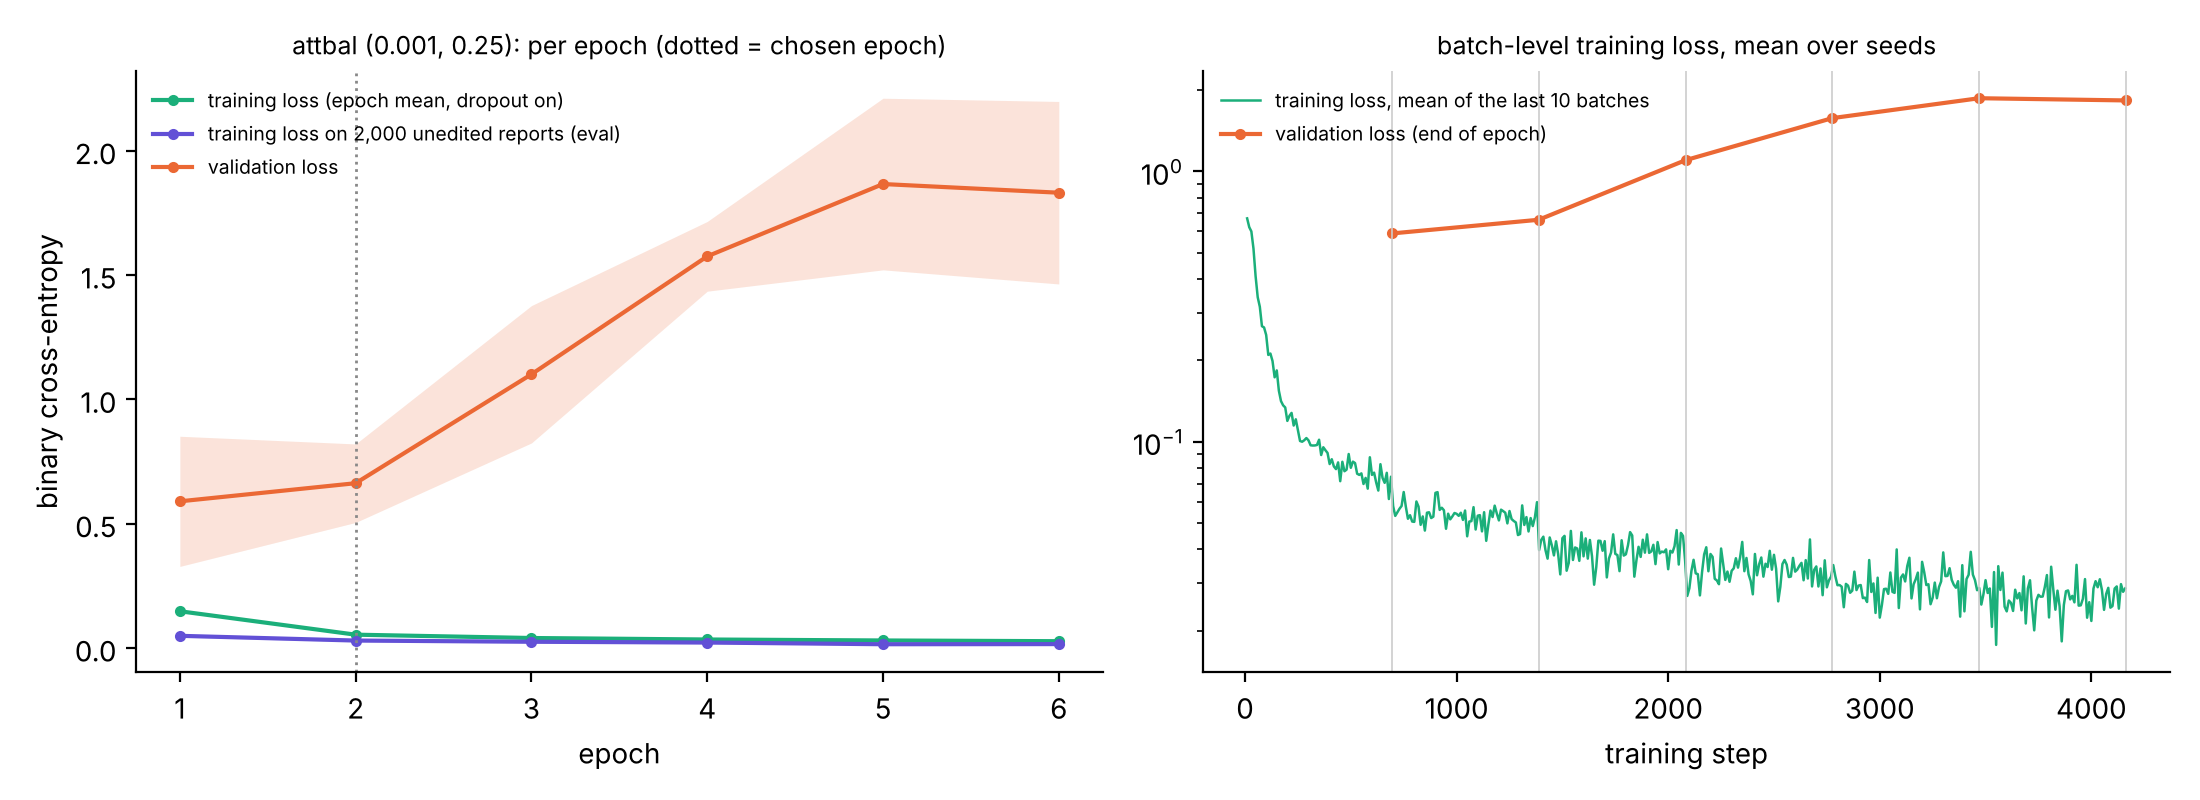 attbal (0.001, 0.25): per epoch (dotted = chosen epoch)
training loss (epoch mean, dropout on)
training loss on 2,000 unedited reports (eval)
validation loss
binary cross-entropy
2.0
1.5
1.0
0.5
0.0
1 2 3 4 5 6
epoch
batch-level training loss, mean over seeds
training loss, mean of the last 10 batches
validation loss (end of epoch)
10⁰
10⁻¹
0 1000 2000 3000 4000
training step